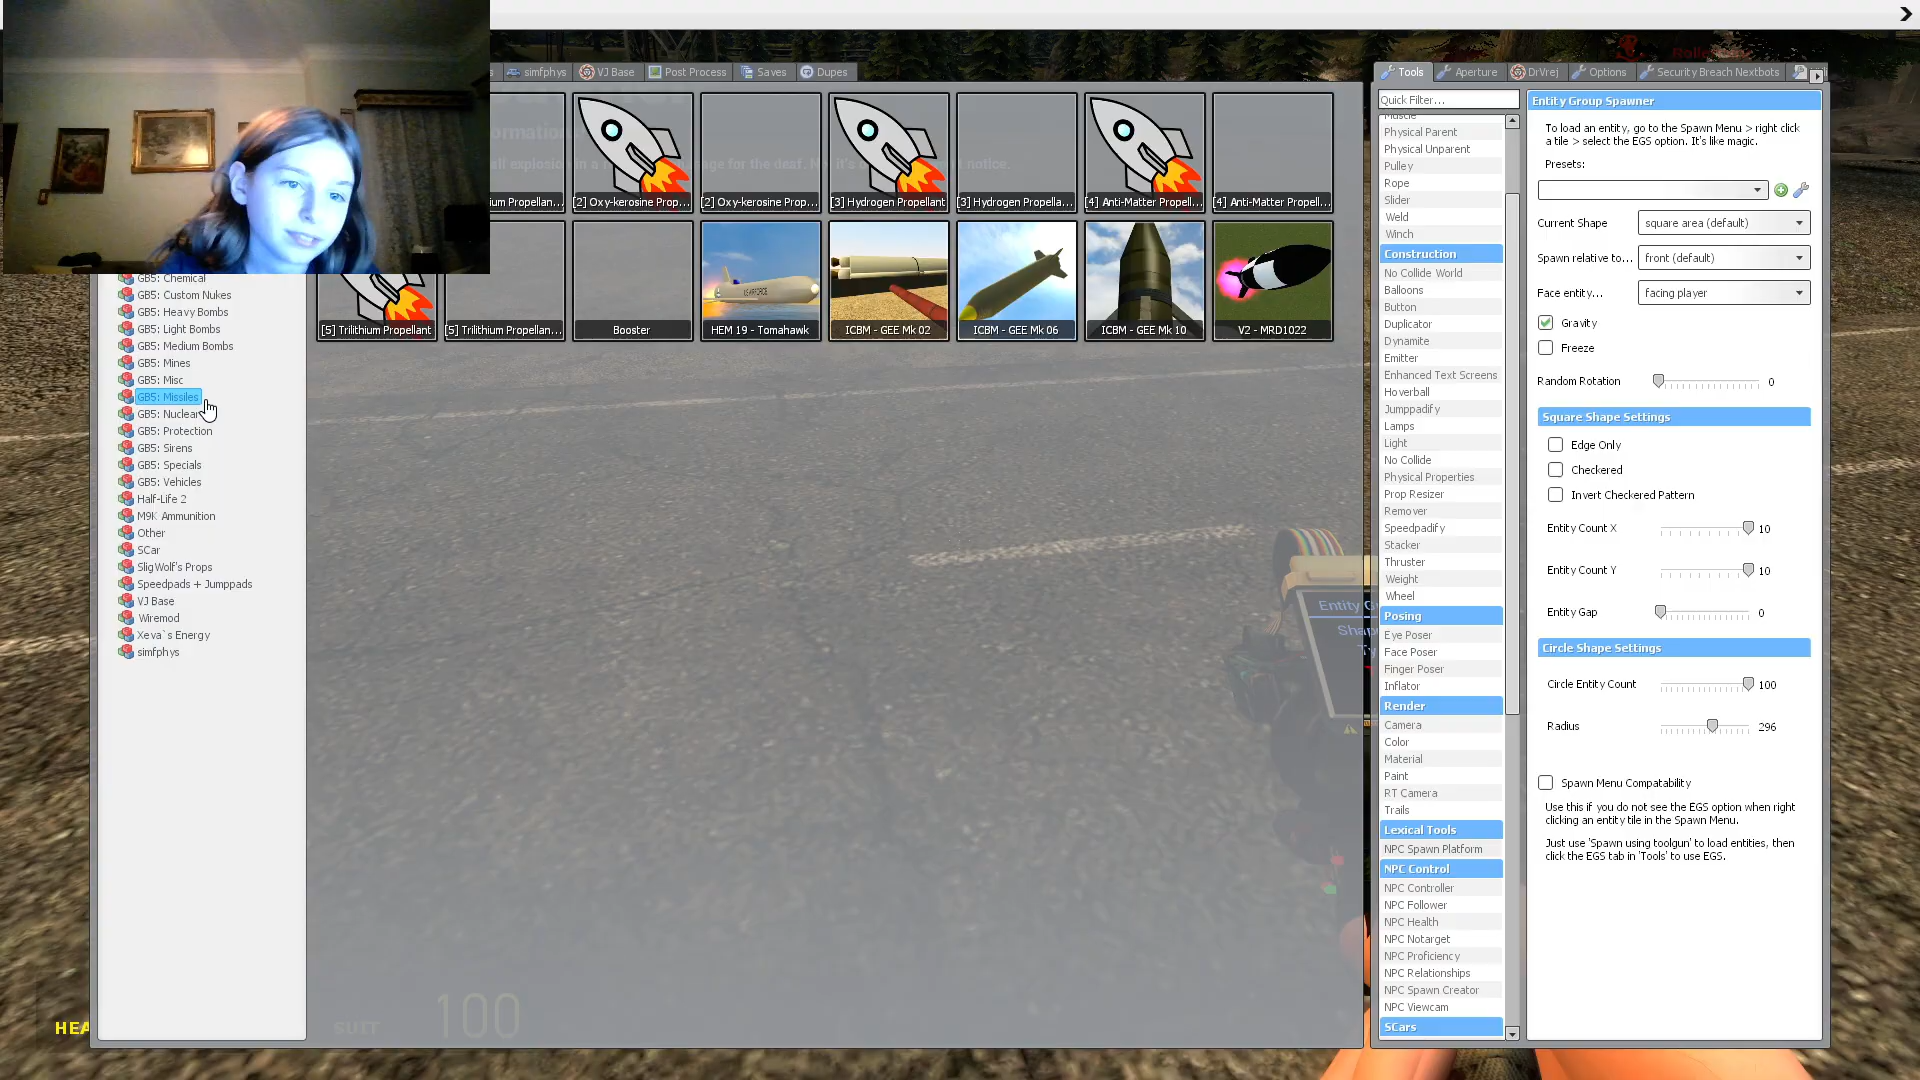 simfphys
VJ Base
Post Process
Saves
Dupes
Tools
Aperture
DrVrej
Options
Security Breach Nextbots
[2] Oxy-kerosine Prop...
[2] Oxy-kerosine Prop...
[3] Hydrogen Propellant
[3] Hydrogen Propella...
[4] Anti-Matter Propell...
[4] Anti-Matter Propell...
[5] Trilithium Propellant
[5] Trilithium Propellan...
Booster
HEM 19 - Tomahawk
ICBM - GEE Mk 02
ICBM - GEE Mk 06
ICBM - GEE Mk 10
V2 - MRD1022
GB5: Chemical
GB5: Custom Nukes
GB5: Heavy Bombs
GB5: Light Bombs
GB5: Medium Bombs
GB5: Mines
GB5: Misc
GB5: Missiles
GB5: Nuclear
GB5: Protection
GB5: Sirens
GB5: Specials
GB5: Vehicles
Half-Life 2
M9K Ammunition
Other
SCar
SligWolf's Props
Speedpads + Jumppads
VJ Base
Wiremod
Xeva`s Energy
simfphys
SUIT
100
Quick Filter...
Muscle
Physical Parent
Physical Unparent
Pulley
Rope
Slider
Weld
Winch
Construction
No Collide World
Balloons
Button
Duplicator
Dynamite
Emitter
Enhanced Text Screens
Hoverball
Jumppadify
Lamps
Light
No Collide
Physical Properties
Prop Resizer
Remover
Speedpadify
Stacker
Thruster
Weight
Wheel
Posing
Eye Poser
Face Poser
Finger Poser
Inflator
Render
Camera
Color
Material
Paint
RT Camera
Trails
Lexical Tools
NPC Spawn Platform
NPC Control
NPC Controller
NPC Follower
NPC Health
NPC Notarget
NPC Proficiency
NPC Relationships
NPC Spawn Creator
NPC Viewcam
SCars
Entity Group Spawner
To load an entity, go to the Spawn Menu > right click
a tile > select the EGS option. It's like magic.
Presets:
Current Shape square area (default)
Spawn relative to... front (default)
Face entity... facing player
Gravity
Freeze
Random Rotation 0
Square Shape Settings
Edge Only
Checkered
Invert Checkered Pattern
Entity Count X 10
Entity Count Y 10
Entity Gap 0
Circle Shape Settings
Circle Entity Count 100
Radius 296
Spawn Menu Compatability
Use this if you do not see the EGS option when right
clicking an entity tile in the Spawn Menu.
Just use 'Spawn using toolgun' to load entities, then
click the EGS tab in 'Tools' to use EGS.